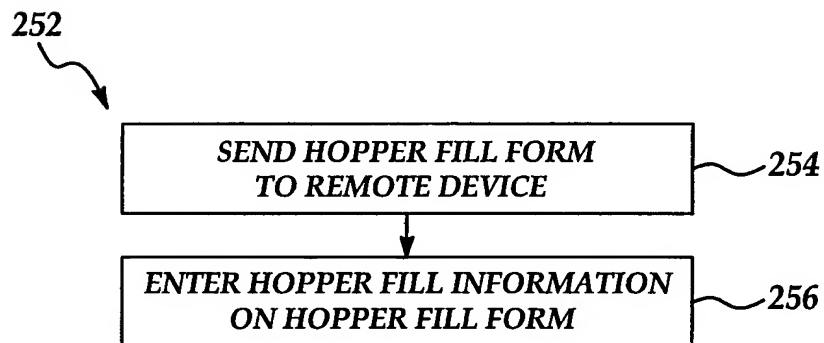 252
SEND HOPPER FILL FORM
TO REMOTE DEVICE
254
ENTER HOPPER FILL INFORMATION
ON HOPPER FILL FORM
256